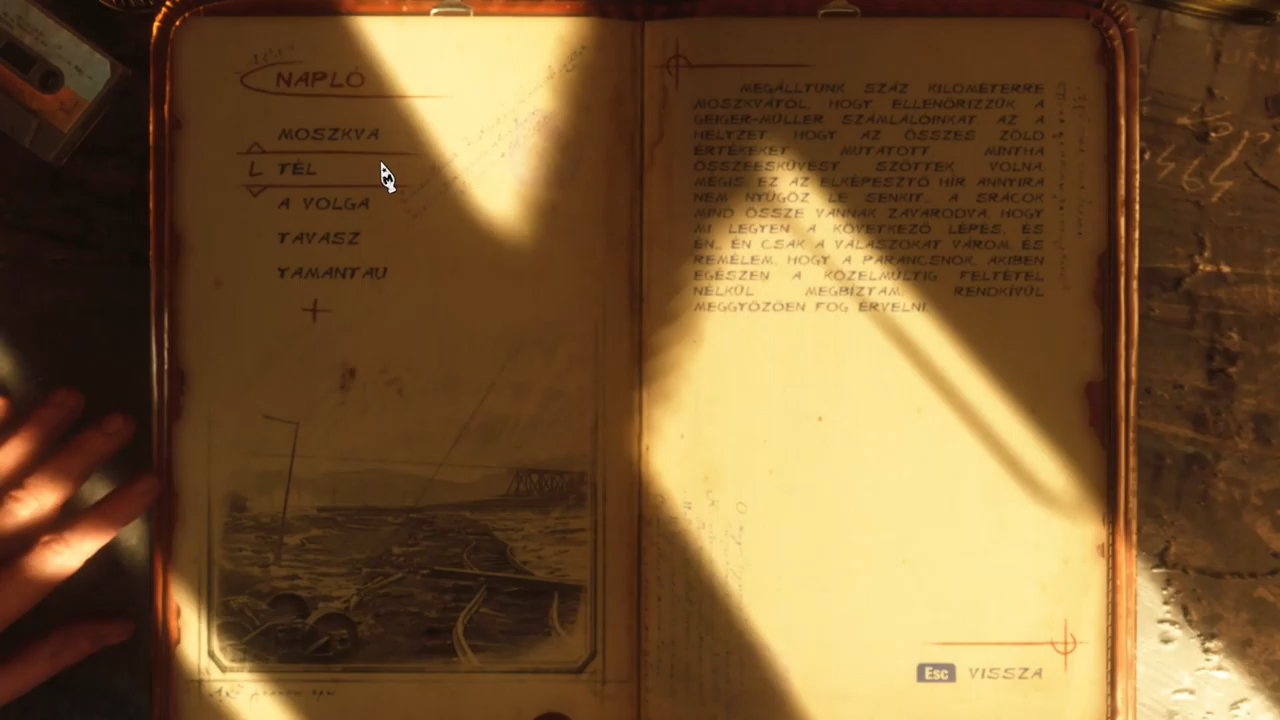 NAPLÓ
MOSZKVA
TÉL
A VOLGA
TAVASZ
YAMANTAU
MEGÁLLTUNK SZÁZ KILOMÉTERRE
MOSZKVÁTÓL, HOGY ELLENŐRIZZÜK A
GEIGER-MÜLLER SZÁMLÁLÓINKAT. AZ A
HELYZET HOGY AZ ÖSSZES ZÖLD
ÉRTÉKEKET MUTATOTT MINTHA
ÖSSZEESKÜVÉST SZŐTTEK VOLNA.
MÉGIS, EZ AZ ELKÉPESZTŐ HÍR ANNYIRA
NEM NYŰGÖZ LE SENKIT... A SRÁCOK
MIND ÖSSZE VANNAK ZAVARODVA, HOGY
MI LEGYEN A KÖVETKEZŐ LÉPÉS. ÉS
ÉN... ÉN CSAK A VÁLASZOKAT VÁROM, ÉS
REMÉLEM, HOGY A PARANCSNOK, AKIBEN
EGÉSZEN A KÖZELMÚLTIG FELTÉTEL
NÉLKÜL MEGBÍZTAM, RENDKÍVÜL
MEGGYŐZŐEN FOG ÉRVELNI.
Esc VISSZA